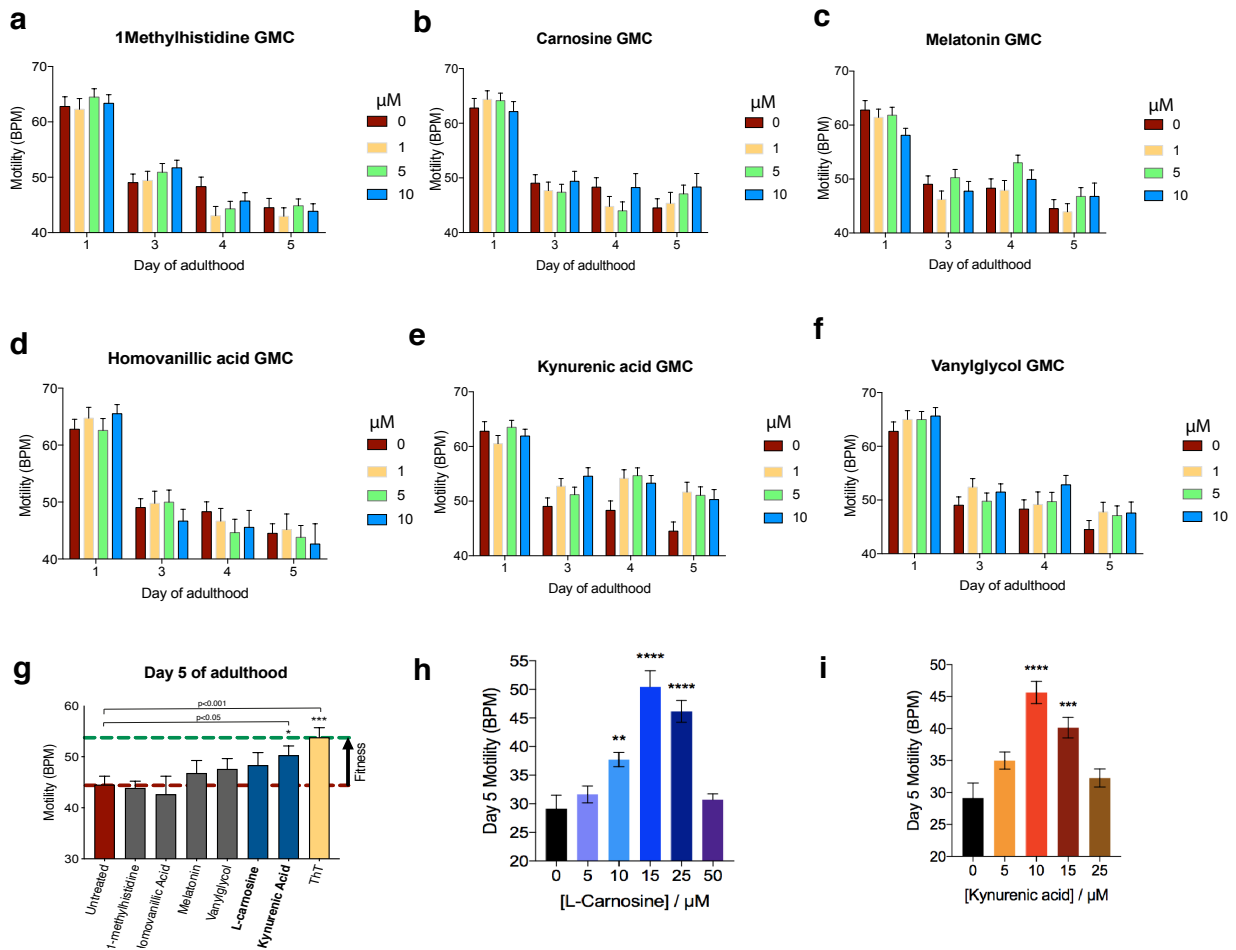 a
1Methylhistidine GMC
70
60
50
40
Motility (BPM)
1 3 4 5
Day of adulthood
µM
0
1
5
10
b
Carnosine GMC
70
60
50
40
Motility (BPM)
1 3 4 5
Day of adulthood
µM
0
1
5
10
c
Melatonin GMC
70
60
50
40
Motility (BPM)
1 3 4 5
Day of adulthood
µM
0
1
5
10
d
Homovanillic acid GMC
70
60
50
40
Motility (BPM)
1 3 4 5
Day of adulthood
µM
0
1
5
10
e
Kynurenic acid GMC
70
60
50
40
Motility (BPM)
1 3 4 5
Day of adulthood
µM
0
1
5
10
f
Vanylglycol GMC
70
60
50
40
Motility (BPM)
1 3 4 5
Day of adulthood
µM
0
1
5
10
g
Day 5 of adulthood
60
50
40
30
Motility (BPM)
p<0.001
p<0.05
***
*
Fitness
Untreated
1-methylhistidine
Homovanillic Acid
Melatonin
Vanylglycol
L-carnosine
Kynurenic Acid
ThT
h
55
50
45
40
35
30
25
20
Day 5 Motility (BPM)
**
****
****
0 5 10 15 25 50
[L-Carnosine] / µM
i
50
45
40
35
30
25
20
Day 5 Motility (BPM)
****
***
0 5 10 15 25
[Kynurenic acid] / µM